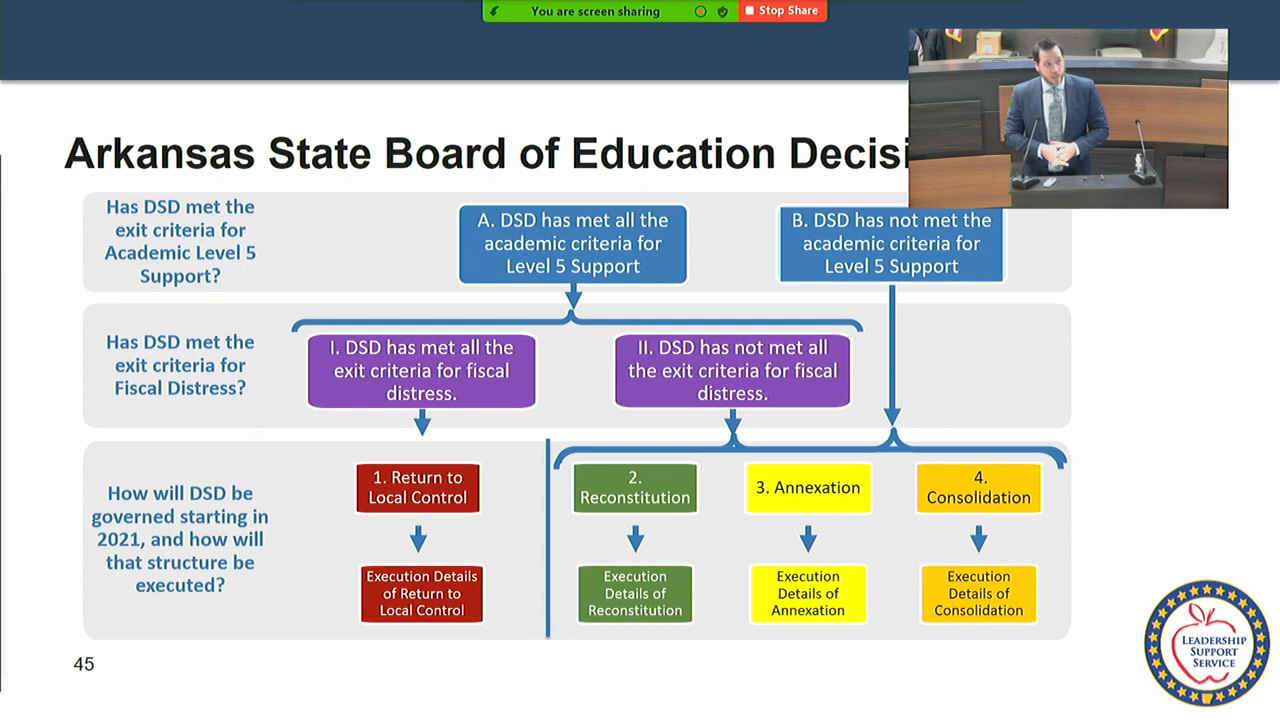 You are screen sharing
Stop Share
Arkansas State Board of Education
Has DSD met the
exit criteria for
Academic Level 5
Support?
A. DSD has met all the
academic criteria for
Level 5 Support
B. DSD has not met the
academic criteria for
Level 5 Support
Has DSD met the
exit criteria for
Fiscal Distress?
I. DSD has met all the
exit criteria for fiscal
distress.
II. DSD has not met all
the exit criteria for fiscal
distress.
How will DSD be
governed starting in
2021, and how will
that structure be
executed?
1. Return to
Local Control
2.
Reconstitution
3. Annexation
4.
Consolidation
Execution Details
of Return to
Local Control
Execution
Details of
Reconstitution
Execution
Details of
Annexation
Execution
Details of
Consolidation
45
LEADERSHIP
SUPPORT
SERVICE